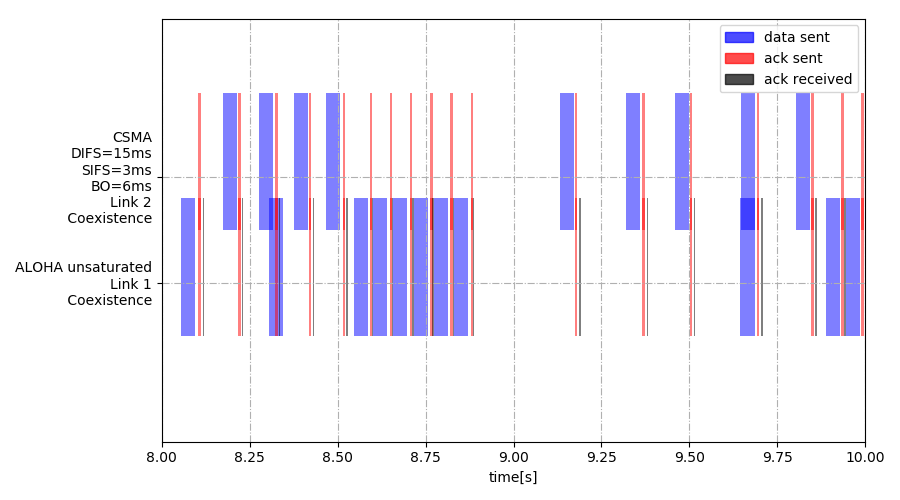 data sent
ack sent
ack received
CSMA
DIFS=15ms
SIFS=3ms
BO=6ms
Link 2
Coexistence
ALOHA unsaturated
Link 1
Coexistence
8.00 8.25 8.50 8.75 9.00 9.25 9.50 9.75 10.00
time[s]